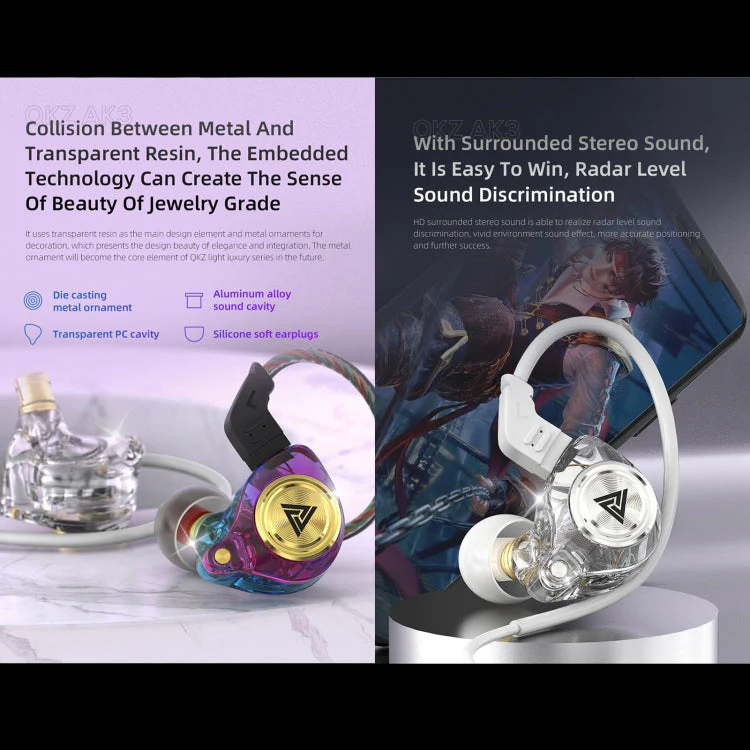 QKZ AK3
Collision Between Metal And
Transparent Resin, The Embedded
Technology Can Create The Sense
Of Beauty Of Jewelry Grade
It uses transparent resin as the main design element and metal ornaments for
decoration, which presents the design beauty of elegance and integration. The metal
ornament will become the core element of QKZ light luxury series in the future.
Die casting
metal ornament
Aluminum alloy
sound cavity
Transparent PC cavity
Silicone soft earplugs
QKZ AK3
With Surrounded Stereo Sound,
It Is Easy To Win, Radar Level
Sound Discrimination
HD surrounded stereo sound is able to realize radar level sound
discrimination, vivid environment sound effect, more accurate positioning
and further success.